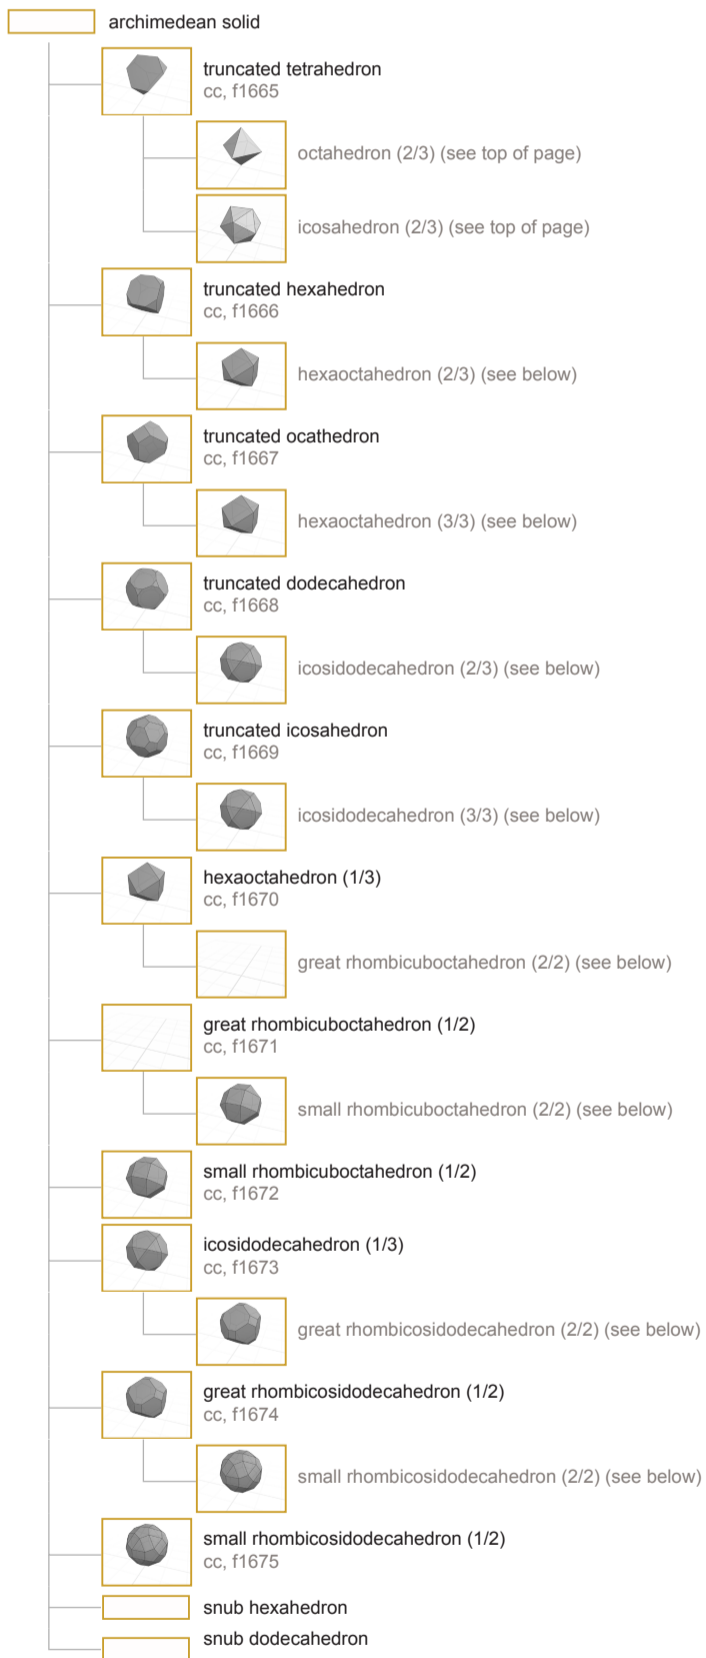 archimedean solid
truncated tetrahedron
cc, f1665
octahedron (2/3) (see top of page)
icosahedron (2/3) (see top of page)
truncated hexahedron
cc, f1666
hexaoctahedron (2/3) (see below)
truncated ocathedron
cc, f1667
hexaoctahedron (3/3) (see below)
truncated dodecahedron
cc, f1668
icosidodecahedron (2/3) (see below)
truncated icosahedron
cc, f1669
icosidodecahedron (3/3) (see below)
hexaoctahedron (1/3)
cc, f1670
great rhombicuboctahedron (2/2) (see below)
great rhombicuboctahedron (1/2)
cc, f1671
small rhombicuboctahedron (2/2) (see below)
small rhombicuboctahedron (1/2)
cc, f1672
icosidodecahedron (1/3)
cc, f1673
great rhombicosidodecahedron (2/2) (see below)
great rhombicosidodecahedron (1/2)
cc, f1674
small rhombicosidodecahedron (2/2) (see below)
small rhombicosidodecahedron (1/2)
cc, f1675
snub hexahedron
snub dodecahedron